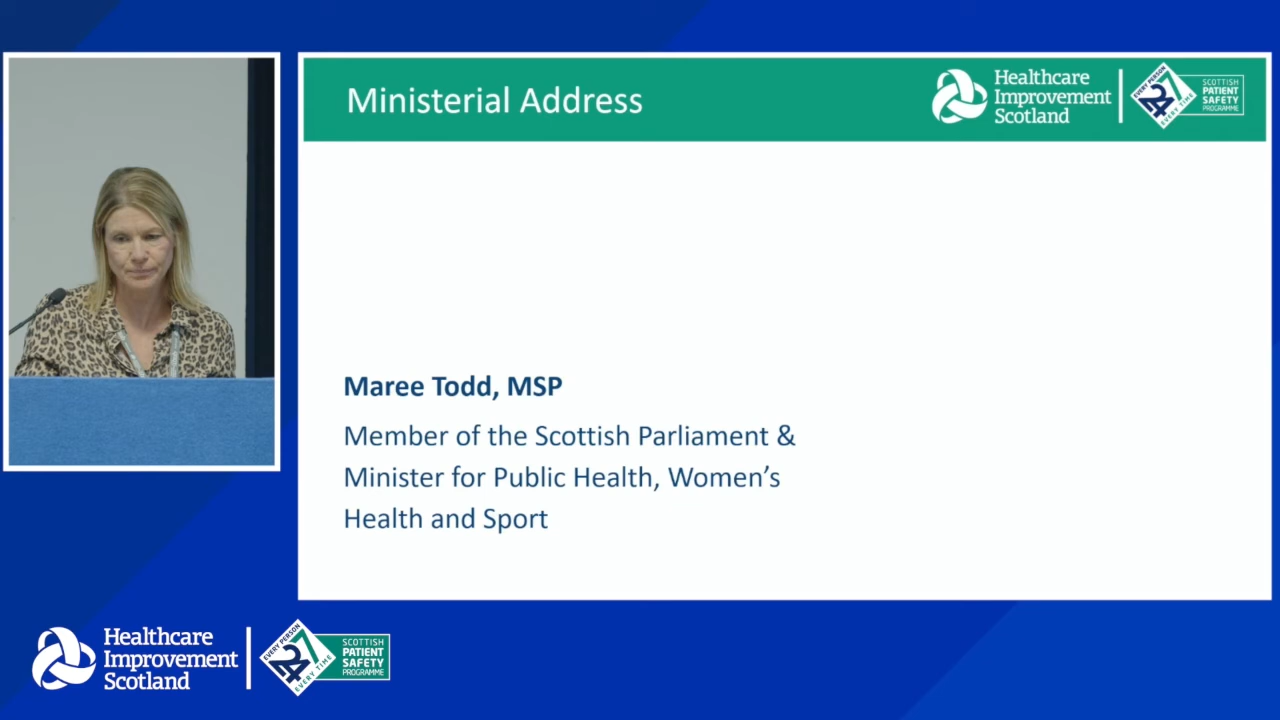 Ministerial Address
Healthcare
Improvement
Scotland
EVERY PERSON
24
7
EVERY TIME
SCOTTISH
PATIENT
SAFETY
PROGRAMME
Maree Todd, MSP
Member of the Scottish Parliament &
Minister for Public Health, Women’s
Health and Sport
Healthcare
Improvement
Scotland
EVERY PERSON
24
7
EVERY TIME
SCOTTISH
PATIENT
SAFETY
PROGRAMME